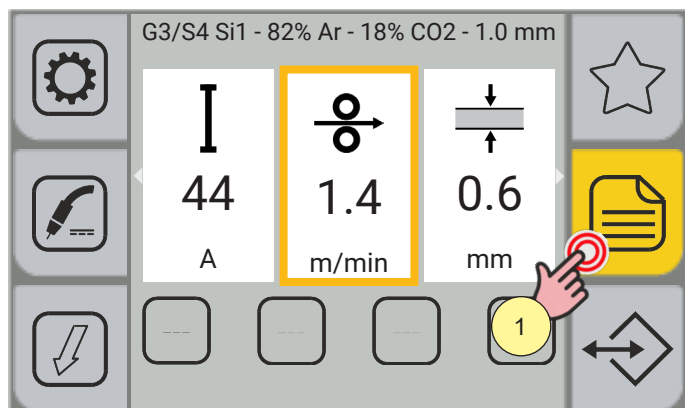 G3/S4 Si1 - 82% Ar - 18% CO2 - 1.0 mm
44
1.4
0.6
A
m/min
mm
---
---
---
1